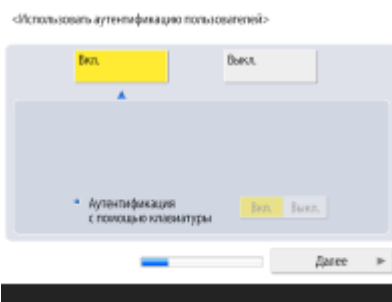 <Использовать аутентификацию пользователей>
Вкл.
Выкл.
Аутентификация
с помощью клавиатуры
Вкл.
Выкл.
Далее